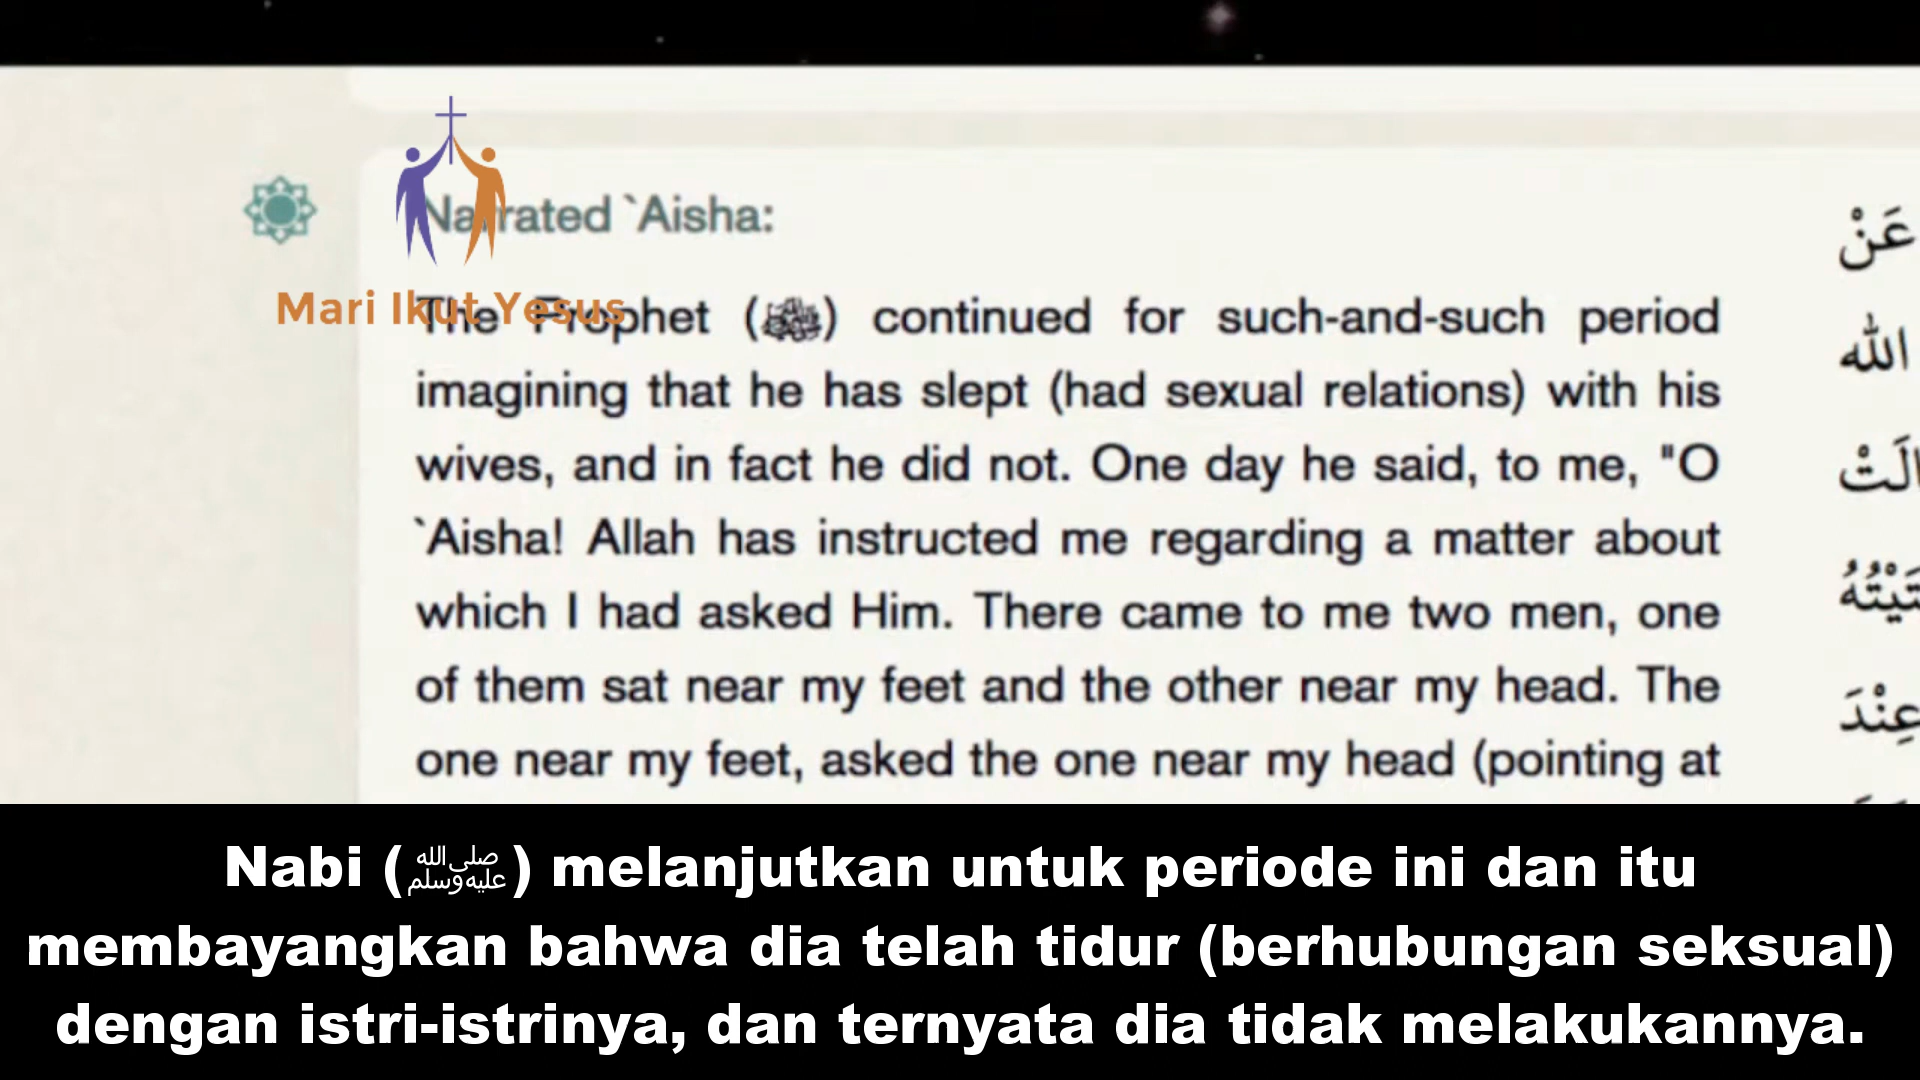 Narrated `Aisha:
Mari Ikut Yesus
The Prophet (ﷺ) continued for such-and-such period
imagining that he has slept (had sexual relations) with his
wives, and in fact he did not. One day he said, to me, "O
`Aisha! Allah has instructed me regarding a matter about
which I had asked Him. There came to me two men, one
of them sat near my feet and the other near my head. The
one near my feet, asked the one near my head (pointing at
عَنْ
الله
عِنْدَ
Nabi (ﷺ) melanjutkan untuk periode ini dan itu
membayangkan bahwa dia telah tidur (berhubungan seksual)
dengan istri-istrinya, dan ternyata dia tidak melakukannya.